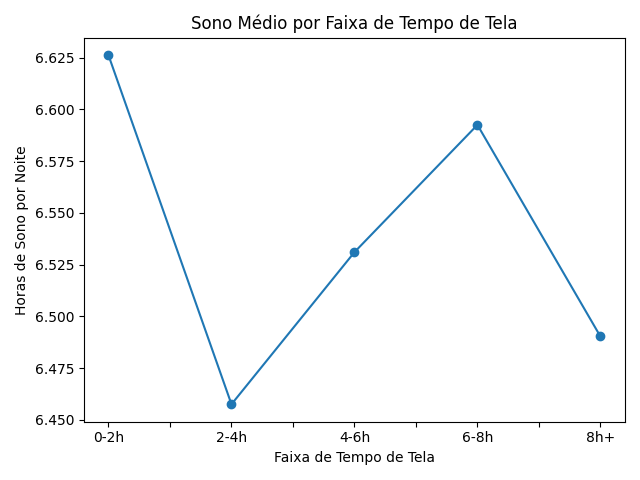 Sono Médio por Faixa de Tempo de Tela
Horas de Sono por Noite
6.625
6.600
6.575
6.550
6.525
6.500
6.475
6.450
0-2h 2-4h 4-6h 6-8h 8h+
Faixa de Tempo de Tela